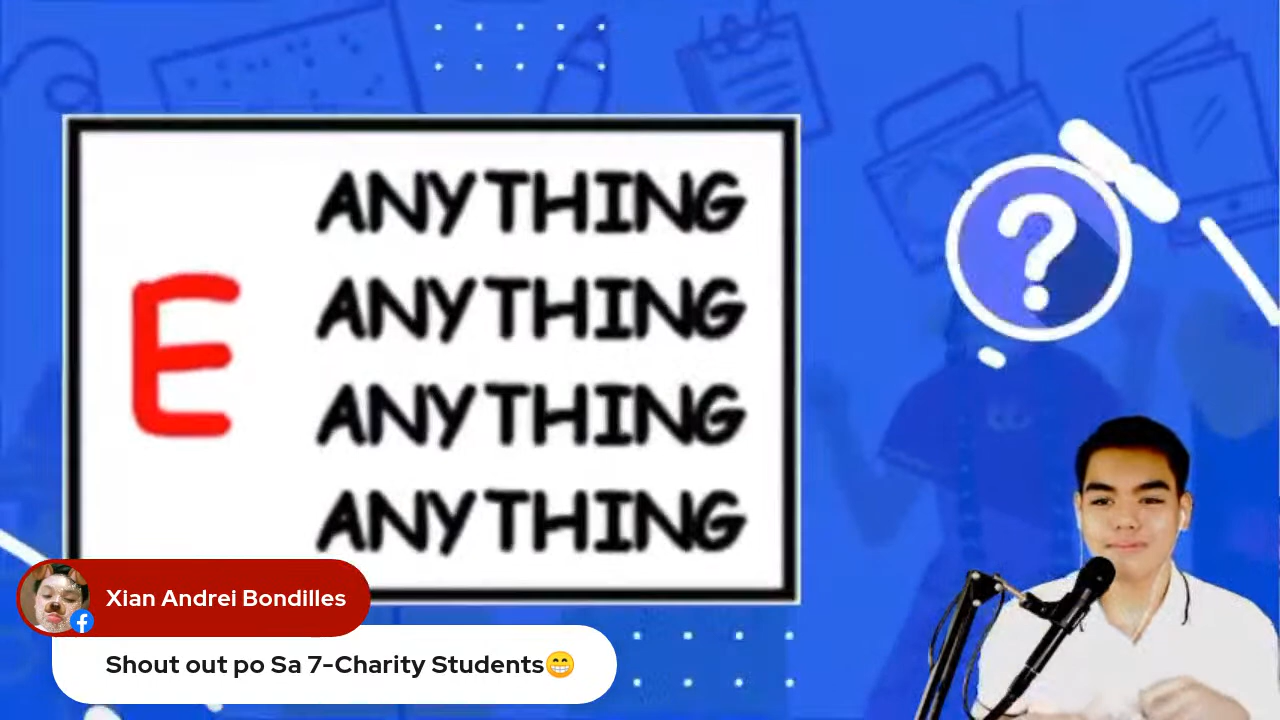 ANYTHING
E
ANYTHING
ANYTHING
ANYTHING
?
Xian Andrei Bondilles
Shout out po Sa 7-Charity Students😁